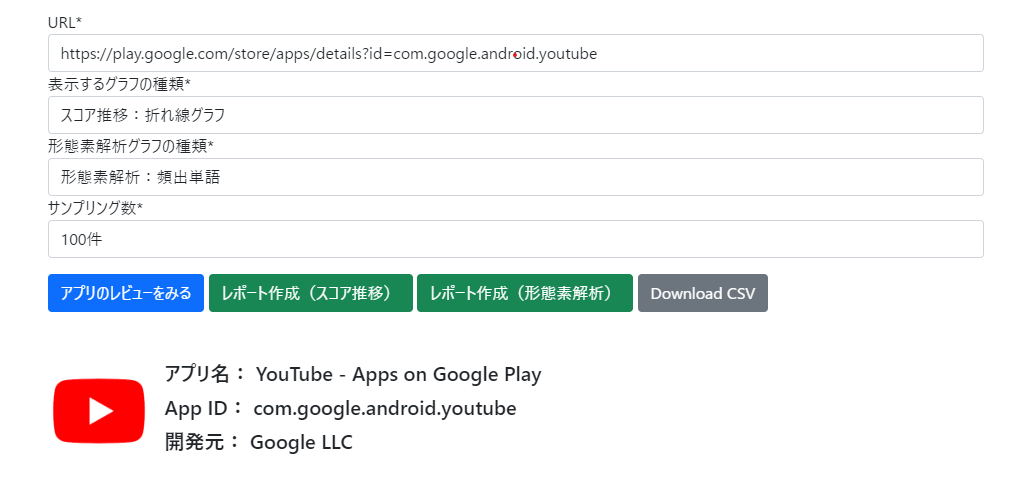 URL*
https://play.google.com/store/apps/details?id=com.google.android.youtube
表示するグラフの種類*
スコア推移：折れ線グラフ
形態素解析グラフの種類*
形態素解析：頻出単語
サンプリング数*
100件
アプリのレビューをみる レポート作成（スコア推移） レポート作成（形態素解析） Download CSV
アプリ名： YouTube - Apps on Google Play
App ID： com.google.android.youtube
開発元： Google LLC